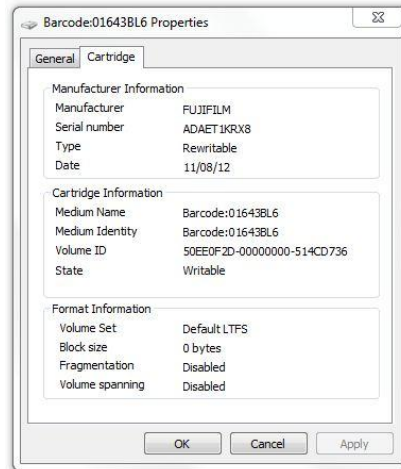 Barcode:01643BL6 Properties
General Cartridge
Manufacturer Information
Manufacturer FUJIFILM
Serial number ADAET1KRX8
Type Rewritable
Date 11/08/12
Cartridge Information
Medium Name Barcode:01643BL6
Medium Identity Barcode:01643BL6
Volume ID 50EE0F2D-00000000-514CD736
State Writable
Format Information
Volume Set Default LTFS
Block size 0 bytes
Fragmentation Disabled
Volume spanning Disabled
OK Cancel Apply